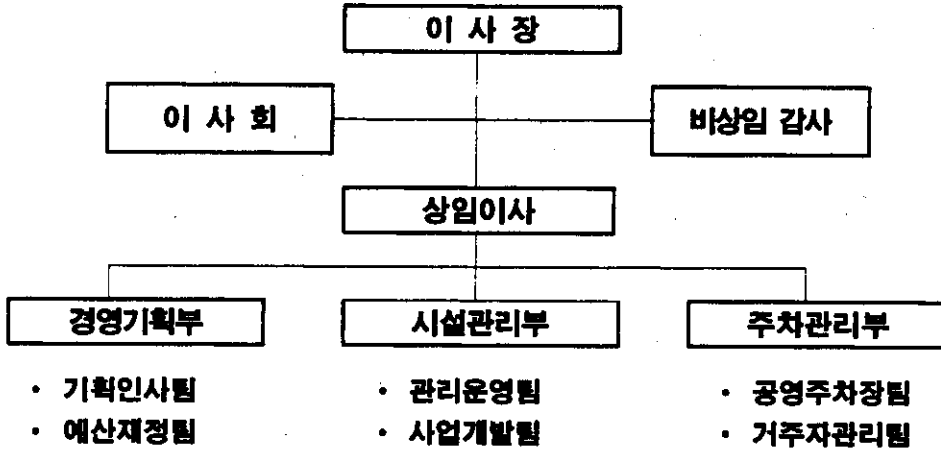 이 사 장
이 사 회
비상임 감사
상임이사
경영기획부
시설관리부
주차관리부
· 기획인사팀
· 관리운영팀
· 공영주차장팀
· 예산재정팀
· 사업개발팀
· 거주자관리팀